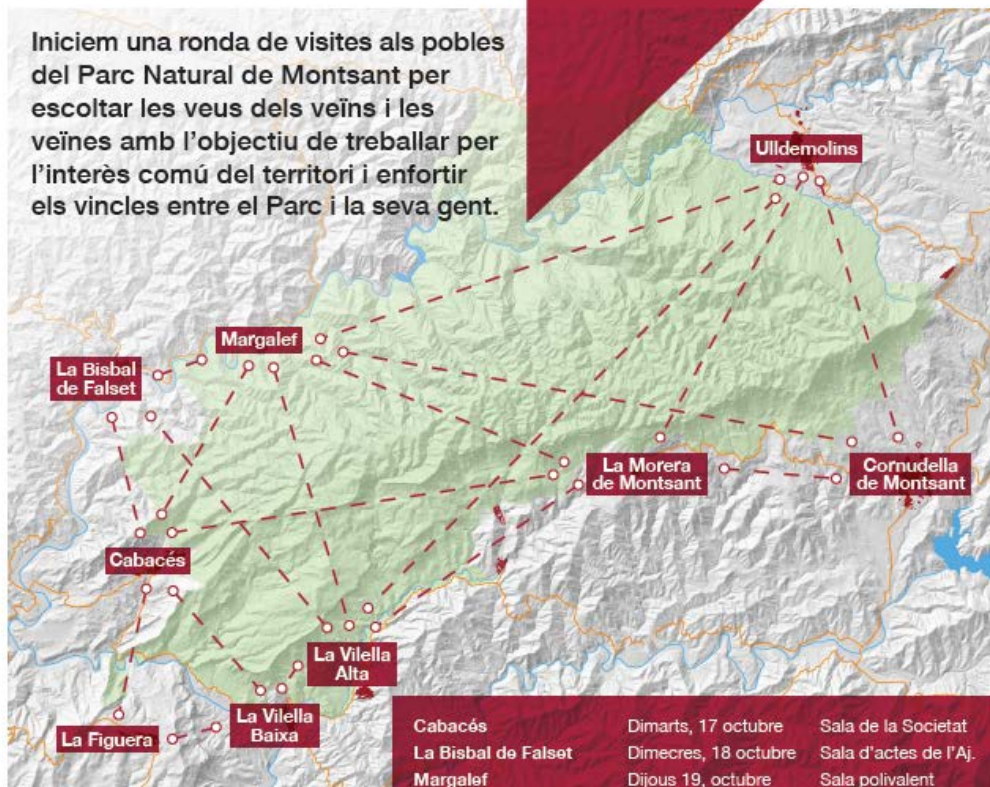 Iniciem una ronda de visites als pobles
del Parc Natural de Montsant per
escoltar les veus dels veïns i les
veïnes amb l'objectiu de treballar per
l'interès comú del territori i enfortir
els vincles entre el Parc i la seva gent.
Ulldemolins
Margalef
La Bisbal
de Falset
La Morera
de Montsant
Cornudella
de Montsant
Cabacés
La Vilella
Alta
La Vilella
Baixa
La Figuera
Cabacés Dimarts, 17 octubre Sala de la Societat
La Bisbal de Falset Dimecres, 18 octubre Sala d'actes de l'Aj.
Margalef Dijous 19, octubre Sala polivalent